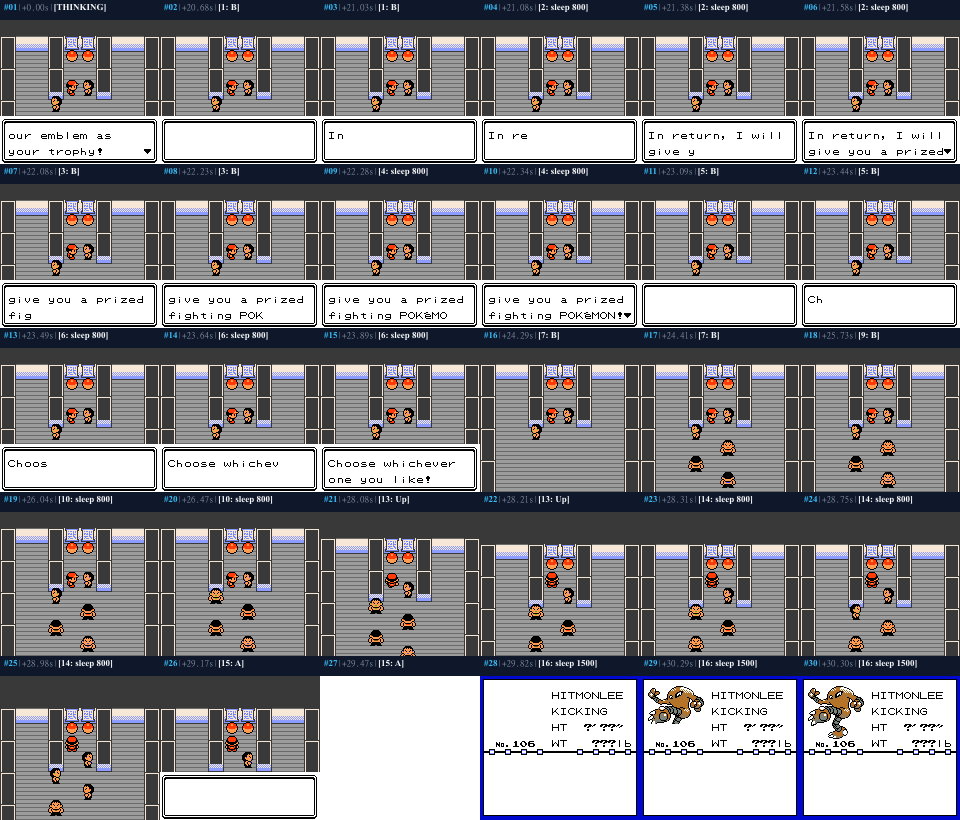 #01|+0.00s|[THINKING]
#02|+20.68s|[1: B]
#03|+21.03s|[1: B]
#04|+21.08s|[2: sleep 800]
#05|+21.38s|[2: sleep 800]
#06|+21.58s|[2: sleep 800]
our emblem as
your trophy!
In
In re
In return, I will
give y
In return, I will
give you a prized
#07|+22.08s|[3: B]
#08|+22.23s|[3: B]
#09|+22.28s|[4: sleep 800]
#10|+22.34s|[4: sleep 800]
#11|+23.09s|[5: B]
#12|+23.44s|[5: B]
give you a prized
fig
give you a prized
fighting POK
give you a prized
fighting POKéMO
give you a prized
fighting POKéMON!
Ch
#13|+23.49s|[6: sleep 800]
#14|+23.64s|[6: sleep 800]
#15|+23.89s|[6: sleep 800]
#16|+24.29s|[7: B]
#17|+24.41s|[7: B]
#18|+25.73s|[9: B]
Choos
Choose whichev
Choose whichever
one you like!
#19|+26.04s|[10: sleep 800]
#20|+26.47s|[10: sleep 800]
#21|+28.08s|[13: Up]
#22|+28.21s|[13: Up]
#23|+28.31s|[14: sleep 800]
#24|+28.75s|[14: sleep 800]
#25|+28.98s|[14: sleep 800]
#26|+29.17s|[15: A]
#27|+29.47s|[15: A]
#28|+29.82s|[16: sleep 1500]
#29|+30.29s|[16: sleep 1500]
#30|+30.30s|[16: sleep 1500]
HITMONLEE
KICKING
HT ?'??"
No.106 WT ???lb
HITMONLEE
KICKING
HT ?'??"
No.106 WT ???lb
HITMONLEE
KICKING
HT ?'??"
No.106 WT ???lb